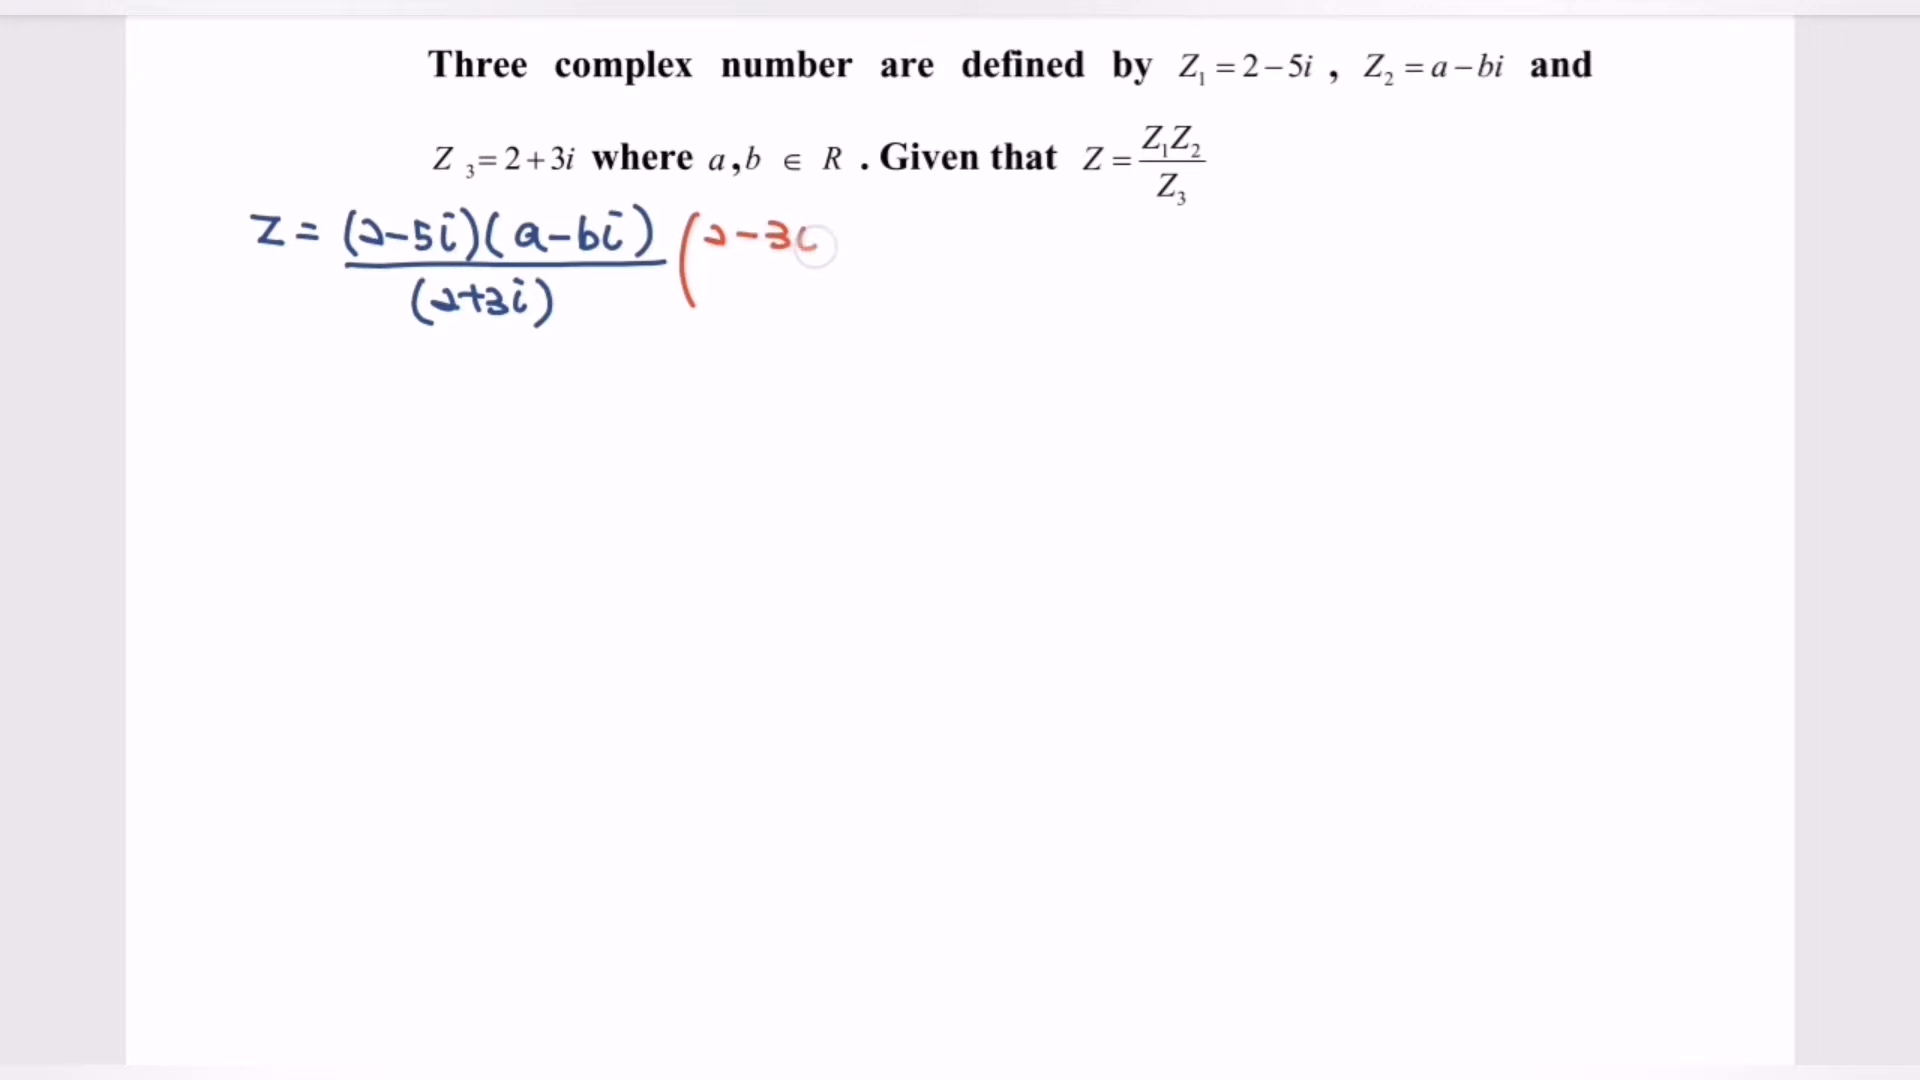 Three complex number are defined by Z₁ = 2 − 5i , Z₂ = a − bi and
Z ₃ = 2 + 3i where a , b ∈ R . Given that Z = Z₁Z₂ / Z₃
Z = (2-5i)(a-bi) / (2+3i) (2-3i